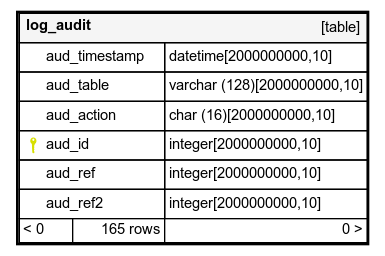 log_audit [table]
aud_timestamp datetime[2000000000,10]
aud_table varchar (128)[2000000000,10]
aud_action char (16)[2000000000,10]
aud_id integer[2000000000,10]
aud_ref integer[2000000000,10]
aud_ref2 integer[2000000000,10]
< 0 165 rows 0 >